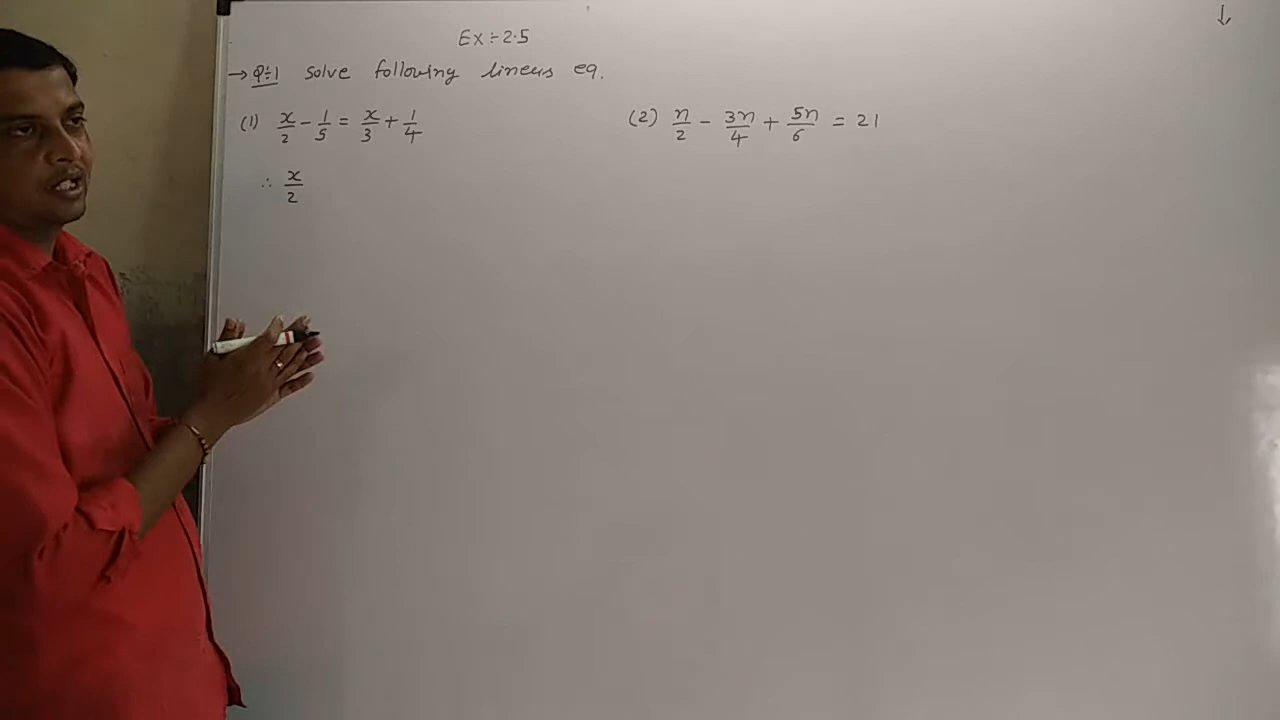 Ex ÷ 2.5
→ Q÷1 Solve following linear eq.
(1) x/2 - 1/5 = x/3 + 1/4
(2) n/2 - 3n/4 + 5n/6 = 21
∴ x/2